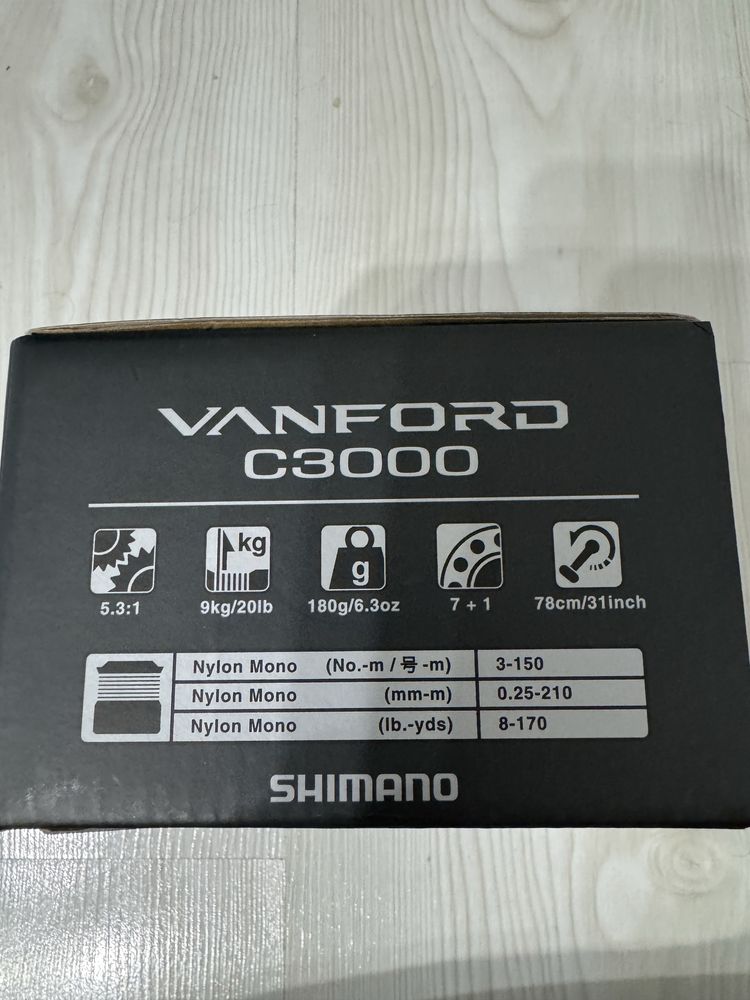 VANFORD
C3000
kg
g
5.3:1 9kg/20lb 180g/6.3oz 7 + 1 78cm/31inch
Nylon Mono (No.-m / 号 -m) 3-150
Nylon Mono (mm-m) 0.25-210
Nylon Mono (lb.-yds) 8-170
SHIMANO